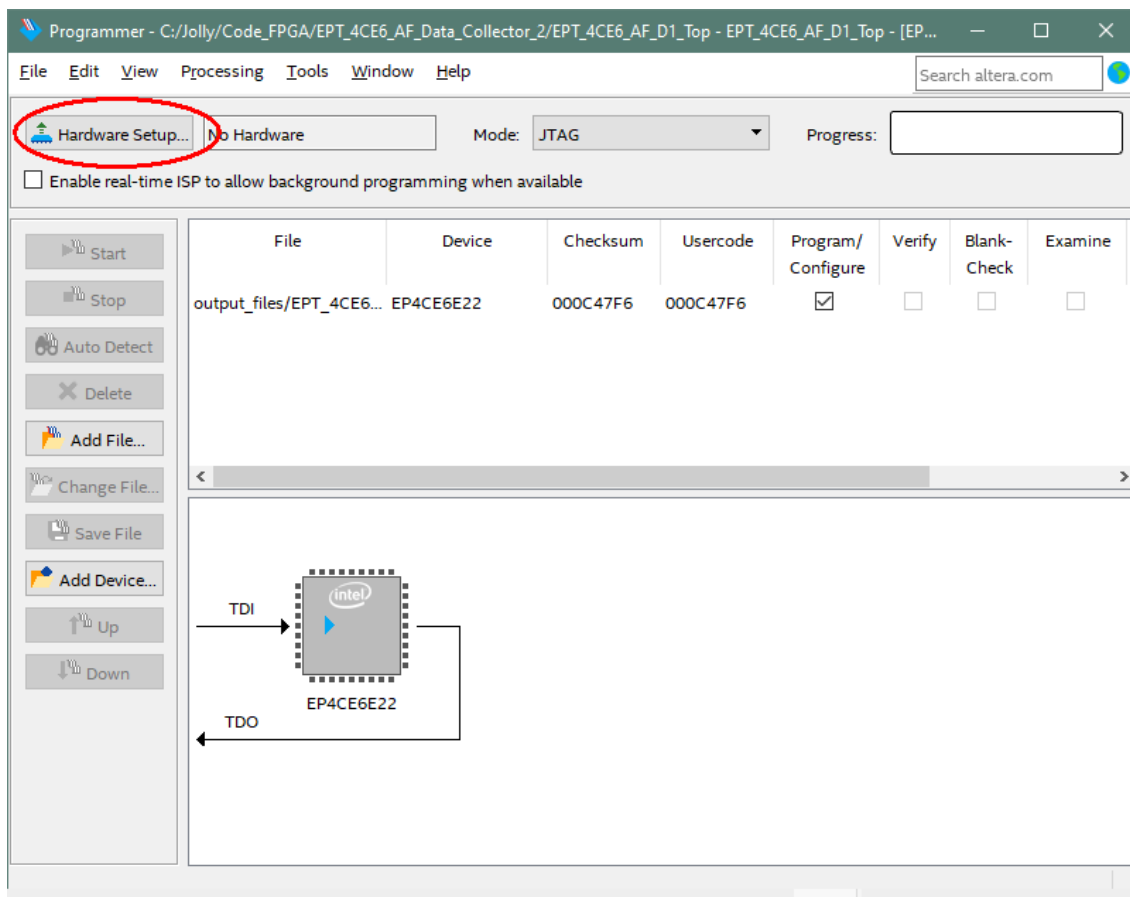 Programmer - C:/Jolly/Code_FPGA/EPT_4CE6_AF_Data_Collector_2/EPT_4CE6_AF_D1_Top - EPT_4CE6_AF_D1_Top - [EP...
File Edit View Processing Tools Window Help Search altera.com
Hardware Setup... No Hardware Mode: JTAG Progress:
Enable real-time ISP to allow background programming when available
Start
Stop
Auto Detect
Delete
Add File...
Change File...
Save File
Add Device...
Up
Down
File Device Checksum Usercode Program/ Verify Blank- Examine
Configure Check
output_files/EPT_4CE6... EP4CE6E22 000C47F6 000C47F6
intel
TDI
EP4CE6E22
TDO